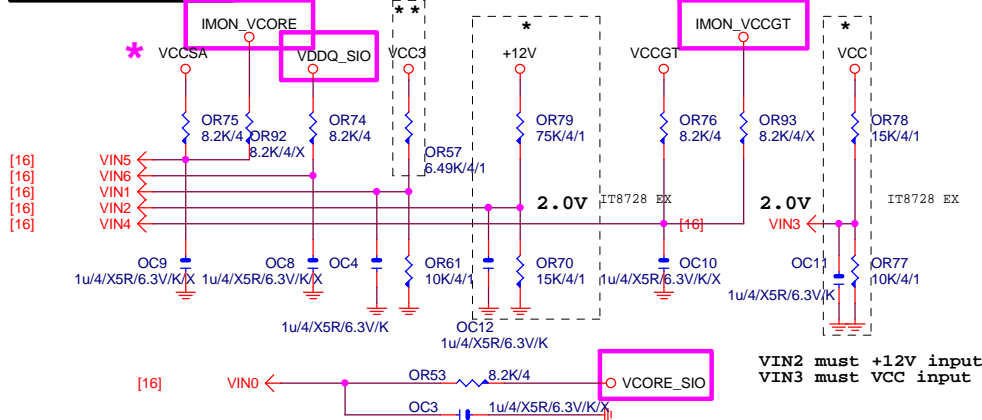 IMON_VCORE
IMON_VCCGT
* *
*
*
*
VCCSA
VDDQ_SIO
VCC3
+12V
VCCGT
VCC
OR75
8.2K/4
OR92
8.2K/4/X
OR74
8.2K/4
OR57
6.49K/4/1
OR79
75K/4/1
OR76
8.2K/4
OR93
8.2K/4/X
OR78
15K/4/1
[16] VIN5
[16] VIN6
[16] VIN1
[16] VIN2
[16] VIN4
2.0V
IT8728 EX
[16]
2.0V
VIN3
IT8728 EX
OC9
1u/4/X5R/6.3V/K/X
OC8
1u/4/X5R/6.3V/K/X
OC4
1u/4/X5R/6.3V/K
OR61
10K/4/1
OC12
1u/4/X5R/6.3V/K
OR70
15K/4/1
OC10
1u/4/X5R/6.3V/K/X
OC11
1u/4/X5R/6.3V/K
OR77
10K/4/1
VIN2 must +12V input
VIN3 must VCC input
[16] VIN0
OR53
8.2K/4
VCORE_SIO
OC3
1u/4/X5R/6.3V/K/X